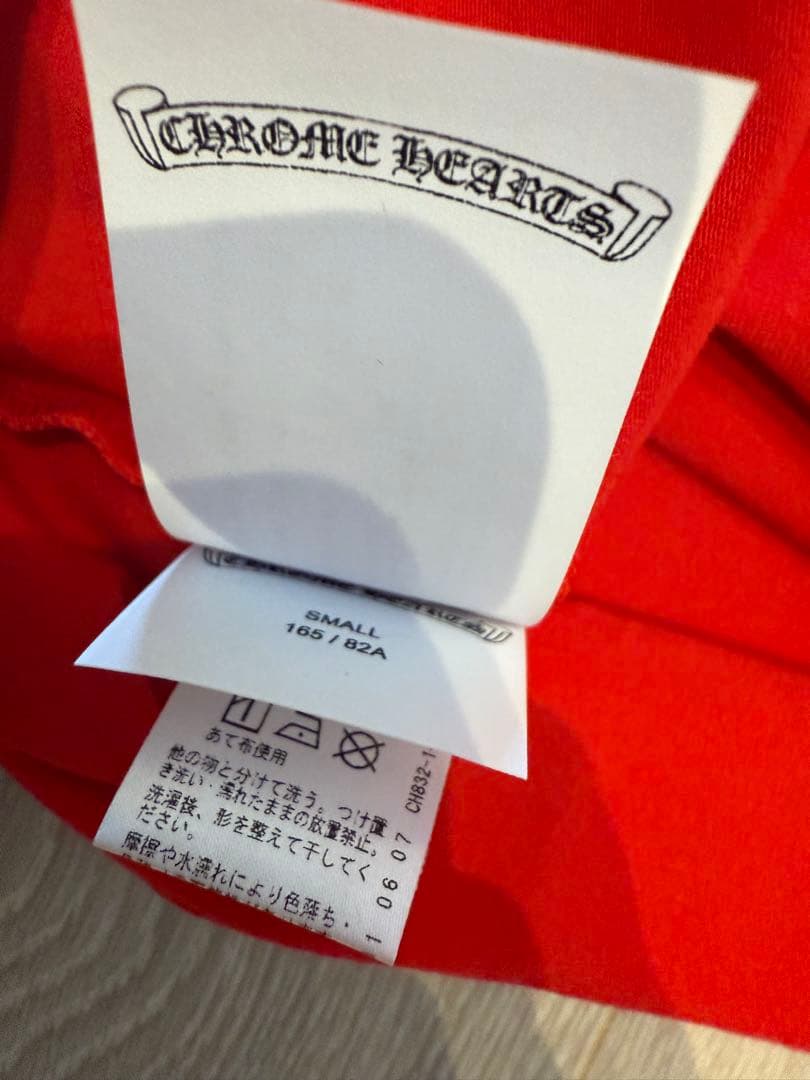 CHROME HEARTS
SMALL
165 / 82A
あて布使用
他の物と分けて洗う。つけ置
き洗い・濡れたままの放置禁止。
洗濯後、形を整えて干してく
ださい。
摩擦や水濡れにより色落ち・
CH832-1
1 06 07